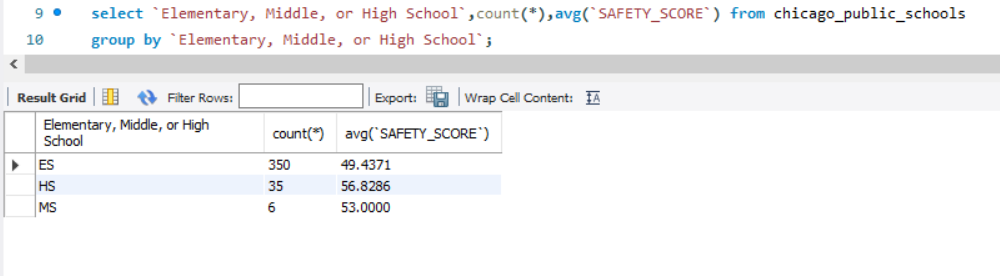 9 select `Elementary, Middle, or High School`,count(*),avg(`SAFETY_SCORE`) from chicago_public_schools
10 group by `Elementary, Middle, or High School`;
Result Grid Filter Rows: Export: Wrap Cell Content: IA
Elementary, Middle, or High
School count(*) avg(`SAFETY_SCORE`)
ES 350 49.4371
HS 35 56.8286
MS 6 53.0000